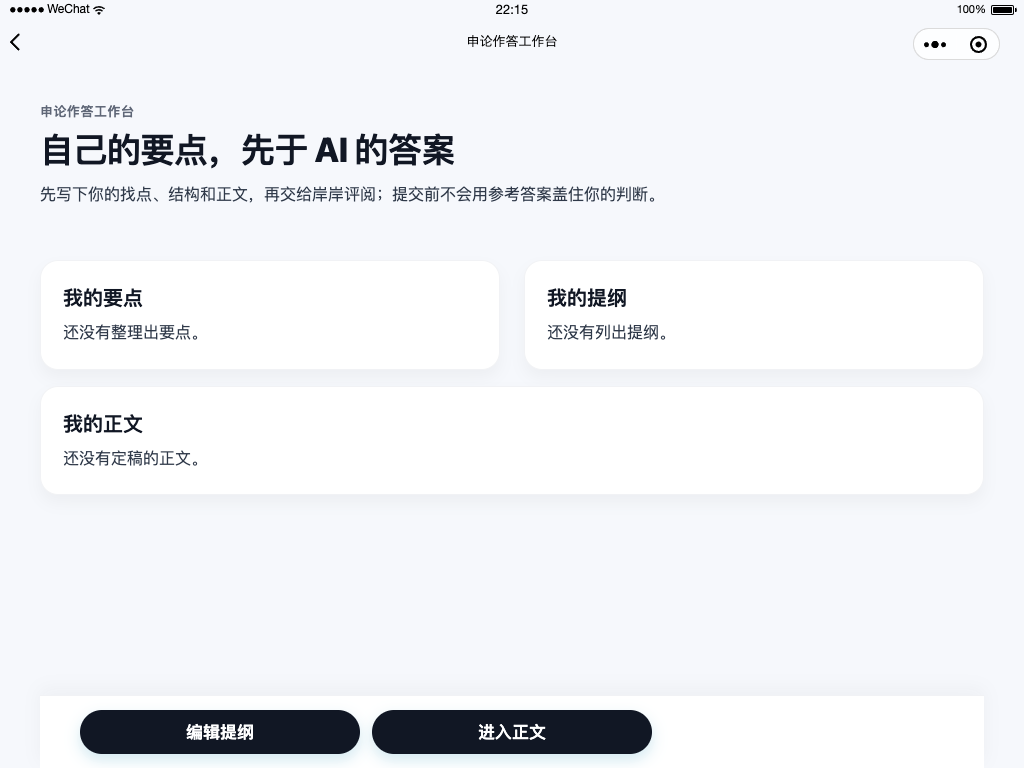 WeChat 22:15 100%
申论作答工作台
申论作答工作台
自己的要点，先于 AI 的答案
先写下你的找点、结构和正文，再交给岸岸评阅；提交前不会用参考答案盖住你的判断。
我的要点
还没有整理出要点。
我的提纲
还没有列出提纲。
我的正文
还没有定稿的正文。
编辑提纲
进入正文